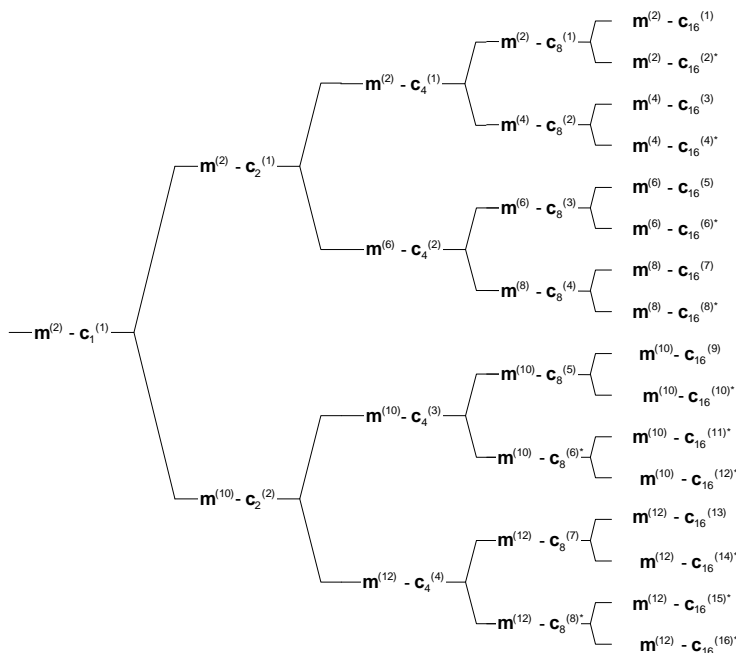 m(2) - c16(1)
m(2) - c8(1)
m(2) - c16(2)*
m(2) - c4(1)
m(4) - c16(3)
m(4) - c8(2)
m(4) - c16(4)*
m(2) - c2(1)
m(6) - c16(5)
m(6) - c8(3)
m(6) - c16(6)*
m(6) - c4(2)
m(8) - c16(7)
m(8) - c8(4)
m(8) - c16(8)*
m(2) - c1(1)
m(10) - c16(9)
m(10) - c8(5)
m(10) - c16(10)*
m(10) - c4(3)
m(10) - c16(11)*
m(10) - c8(6)*
m(10) - c16(12)*
m(10) - c2(2)
m(12) - c16(13)
m(12) - c8(7)
m(12) - c16(14)*
m(12) - c4(4)
m(12) - c16(15)*
m(12) - c8(8)*
m(12) - c16(16)*